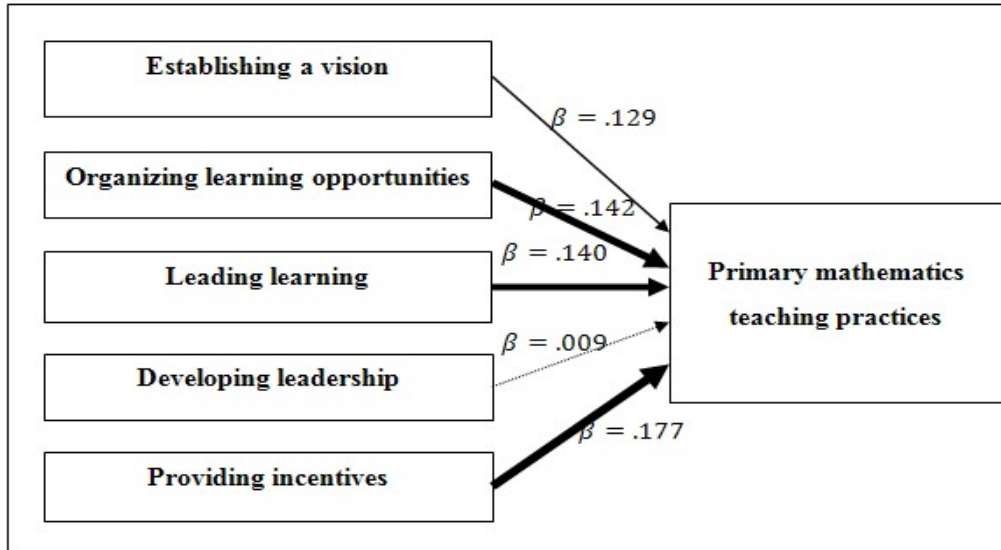 Establishing a vision
β = .129
Organizing learning opportunities
β = .142
β = .140
Leading learning
Primary mathematics
teaching practices
β = .009
Developing leadership
β = .177
Providing incentives